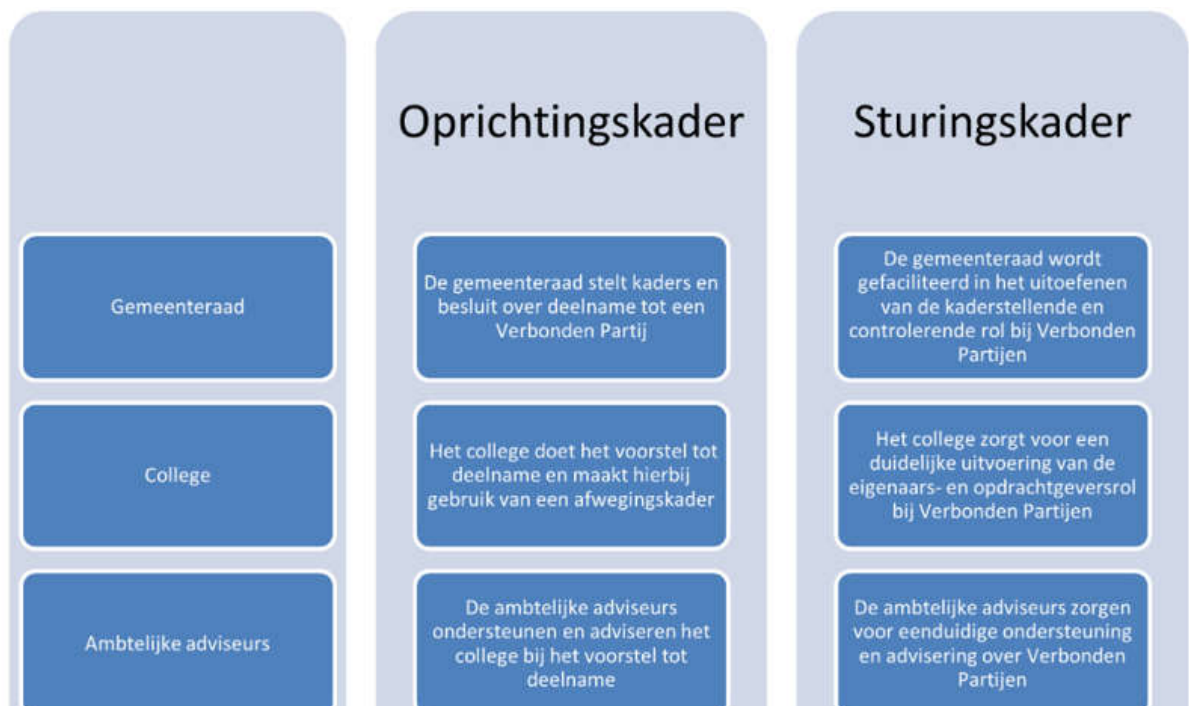 Oprichtingskader
Sturingskader
Gemeenteraad
De gemeenteraad stelt kaders en
besluit over deelname tot een
Verbonden Partij
De gemeenteraad wordt
gefaciliteerd in het uitoefenen
van de kaderstellende en
controlerende rol bij Verbonden
Partijen
College
Het college doet het voorstel tot
deelname en maakt hierbij
gebruik van een afwegingskader
Het college zorgt voor een
duidelijke uitvoering van de
eigenaars- en opdrachtgeversrol
bij Verbonden Partijen
Ambtelijke adviseurs
De ambtelijke adviseurs
ondersteunen en adviseren het
college bij het voorstel tot
deelname
De ambtelijke adviseurs zorgen
voor eenduidige ondersteuning
en advisering over Verbonden
Partijen